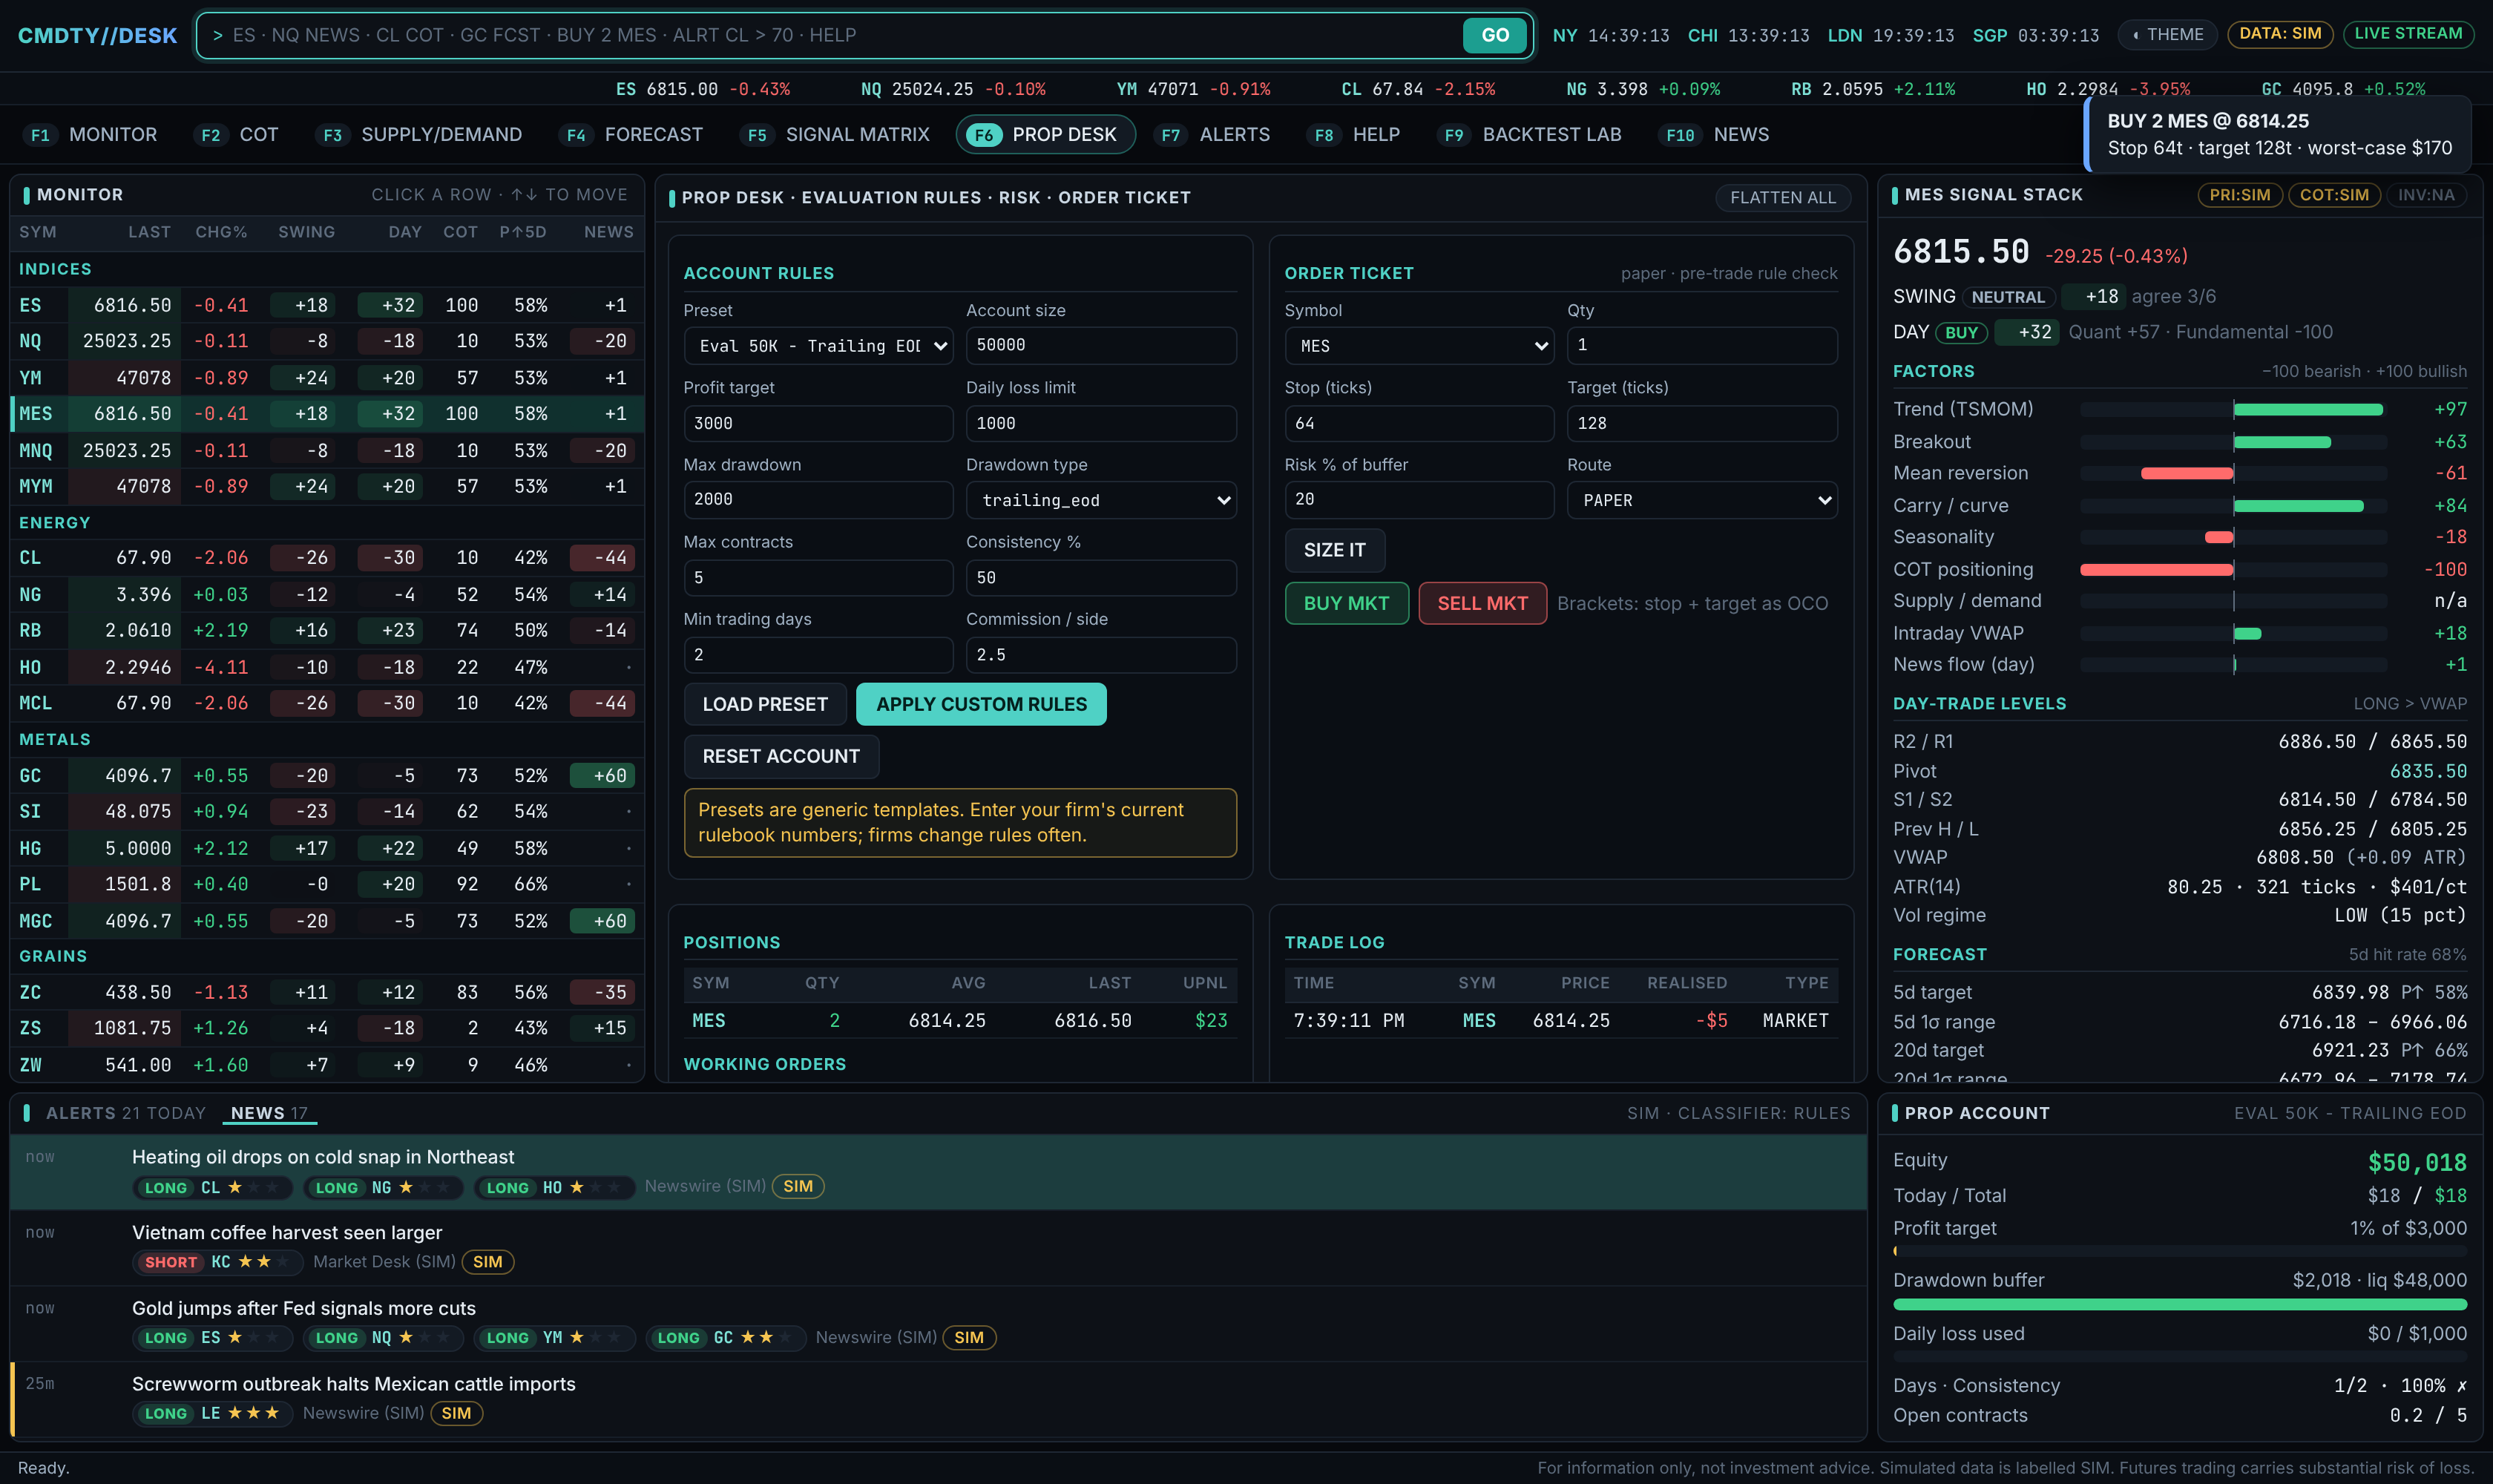 CMDTY//DESK
> ES · NQ NEWS · CL COT · GC FCST · BUY 2 MES · ALRT CL > 70 · HELP
GO
NY 14:39:13 CHI 13:39:13 LDN 19:39:13 SGP 03:39:13
THEME
DATA: SIM
LIVE STREAM
ES 6815.00 -0.43% NQ 25024.25 -0.10% YM 47071 -0.91% CL 67.84 -2.15% NG 3.398 +0.09% RB 2.0595 +2.11% HO 2.2984 -3.95% GC 4095.8 +0.52%
F1 MONITOR F2 COT F3 SUPPLY/DEMAND F4 FORECAST F5 SIGNAL MATRIX F6 PROP DESK F7 ALERTS F8 HELP F9 BACKTEST LAB F10 NEWS
BUY 2 MES @ 6814.25
Stop 64t · target 128t · worst-case $170
MONITOR CLICK A ROW · ↑↓ TO MOVE
SYM LAST CHG% SWING DAY COT P↑5D NEWS
INDICES
ES 6816.50 -0.41 +18 +32 100 58% +1
NQ 25023.25 -0.11 -8 -18 10 53% -20
YM 47078 -0.89 +24 +20 57 53% +1
MES 6816.50 -0.41 +18 +32 100 58% +1
MNQ 25023.25 -0.11 -8 -18 10 53% -20
MYM 47078 -0.89 +24 +20 57 53% +1
ENERGY
CL 67.90 -2.06 -26 -30 10 42% -44
NG 3.396 +0.03 -12 -4 52 54% +14
RB 2.0610 +2.19 +16 +23 74 50% -14
HO 2.2946 -4.11 -10 -18 22 47% ·
MCL 67.90 -2.06 -26 -30 10 42% -44
METALS
GC 4096.7 +0.55 -20 -5 73 52% +60
SI 48.075 +0.94 -23 -14 62 54% ·
HG 5.0000 +2.12 +17 +22 49 58% ·
PL 1501.8 +0.40 -0 +20 92 66% ·
MGC 4096.7 +0.55 -20 -5 73 52% +60
GRAINS
ZC 438.50 -1.13 +11 +12 83 56% -35
ZS 1081.75 +1.26 +4 -18 2 43% +15
ZW 541.00 +1.60 +7 +9 9 46% ·
PROP DESK · EVALUATION RULES · RISK · ORDER TICKET
FLATTEN ALL
ACCOUNT RULES
Preset Account size
Eval 50K - Trailing EOD 50000
Profit target Daily loss limit
3000 1000
Max drawdown Drawdown type
2000 trailing_eod
Max contracts Consistency %
5 50
Min trading days Commission / side
2 2.5
LOAD PRESET APPLY CUSTOM RULES
RESET ACCOUNT
Presets are generic templates. Enter your firm's current
rulebook numbers; firms change rules often.
ORDER TICKET paper · pre-trade rule check
Symbol Qty
MES 1
Stop (ticks) Target (ticks)
64 128
Risk % of buffer Route
20 PAPER
SIZE IT
BUY MKT SELL MKT Brackets: stop + target as OCO
POSITIONS
SYM QTY AVG LAST UPNL
MES 2 6814.25 6816.50 $23
WORKING ORDERS
TRADE LOG
TIME SYM PRICE REALISED TYPE
7:39:11 PM MES 6814.25 -$5 MARKET
MES SIGNAL STACK
PRI:SIM COT:SIM INV:NA
6815.50 -29.25 (-0.43%)
SWING NEUTRAL +18 agree 3/6
DAY BUY +32 Quant +57 · Fundamental -100
FACTORS −100 bearish · +100 bullish
Trend (TSMOM) +97
Breakout +63
Mean reversion -61
Carry / curve +84
Seasonality -18
COT positioning -100
Supply / demand n/a
Intraday VWAP +18
News flow (day) +1
DAY-TRADE LEVELS LONG > VWAP
R2 / R1 6886.50 / 6865.50
Pivot 6835.50
S1 / S2 6814.50 / 6784.50
Prev H / L 6856.25 / 6805.25
VWAP 6808.50 (+0.09 ATR)
ATR(14) 80.25 · 321 ticks · $401/ct
Vol regime LOW (15 pct)
FORECAST 5d hit rate 68%
5d target 6839.98 P↑ 58%
5d 1σ range 6716.18 – 6966.06
20d target 6921.23 P↑ 66%
20d 1σ range 6672.96 – 7178.74
ALERTS 21 TODAY NEWS 17 SIM · CLASSIFIER: RULES
now Heating oil drops on cold snap in Northeast
LONG CL ★★★ LONG NG ★★★ LONG HO ★★★ Newswire (SIM) SIM
now Vietnam coffee harvest seen larger
SHORT KC ★★★ Market Desk (SIM) SIM
now Gold jumps after Fed signals more cuts
LONG ES ★★★ LONG NQ ★★★ LONG YM ★★★ LONG GC ★★★ Newswire (SIM) SIM
25m Screwworm outbreak halts Mexican cattle imports
LONG LE ★★★ Newswire (SIM) SIM
PROP ACCOUNT EVAL 50K - TRAILING EOD
Equity $50,018
Today / Total $18 / $18
Profit target 1% of $3,000
Drawdown buffer $2,018 · liq $48,000
Daily loss used $0 / $1,000
Days · Consistency 1/2 · 100% ✗
Open contracts 0.2 / 5
Ready.
For information only, not investment advice. Simulated data is labelled SIM. Futures trading carries substantial risk of loss.